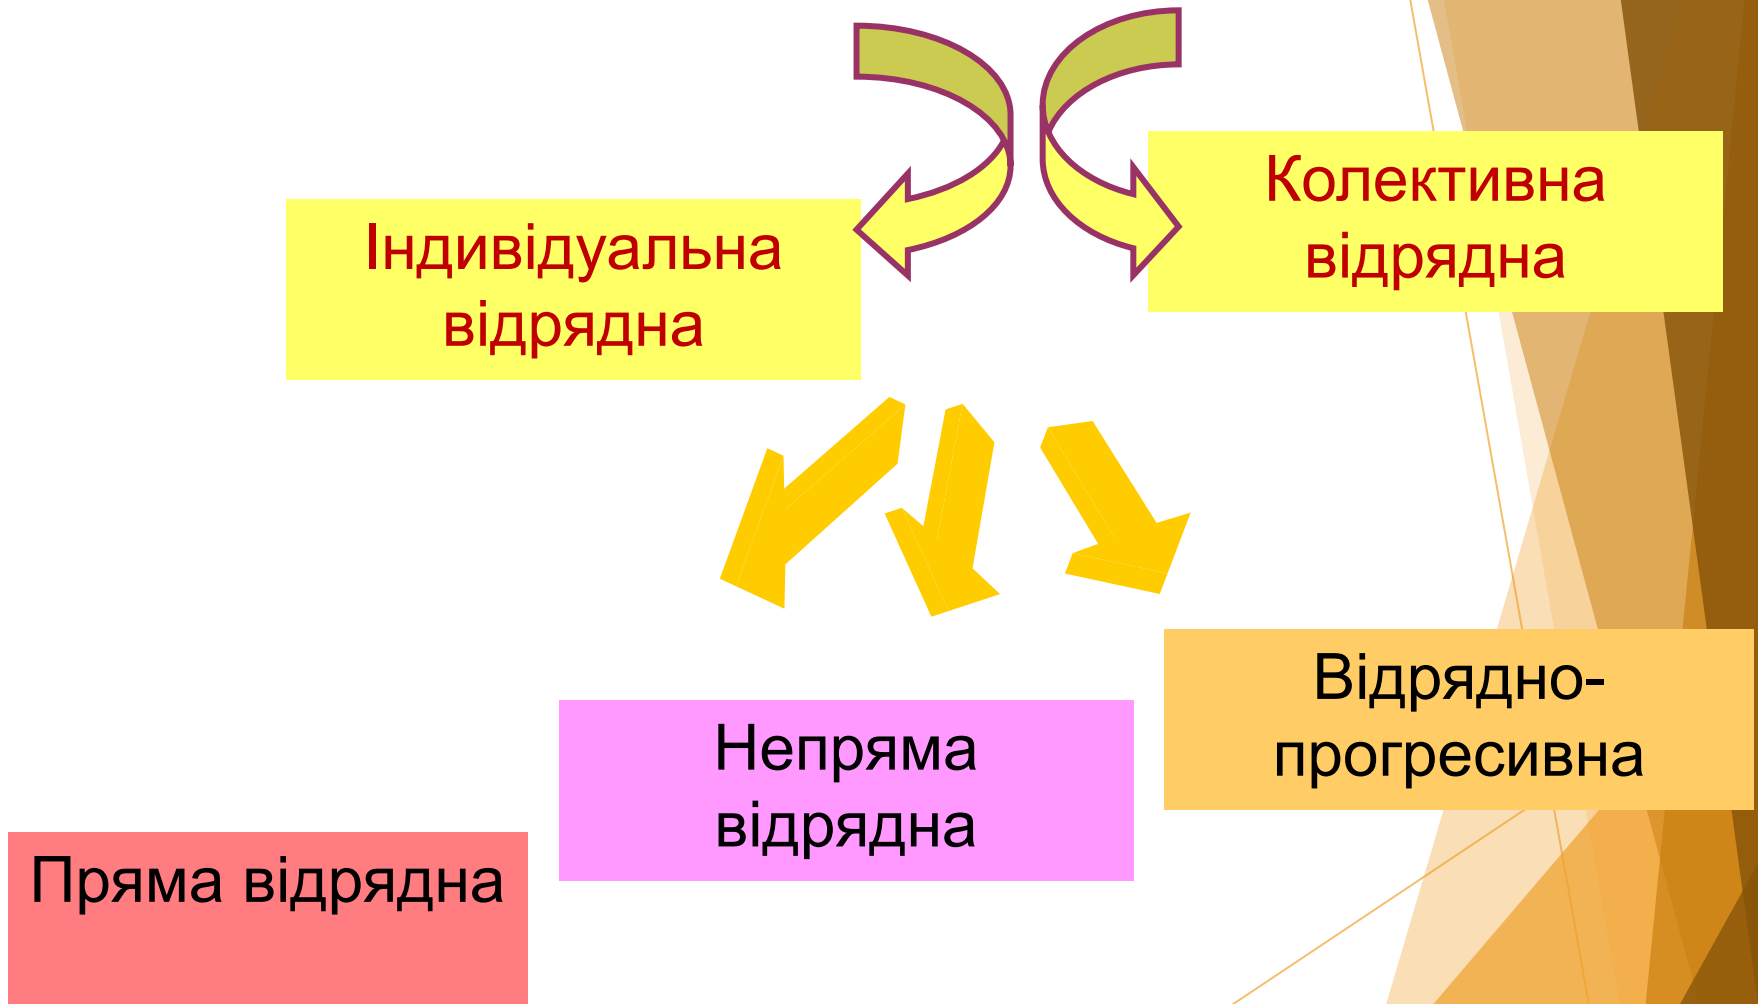 Індивідуальна
відрядна
Колективна
відрядна
Пряма відрядна
Непряма
відрядна
Відрядно-
прогресивна